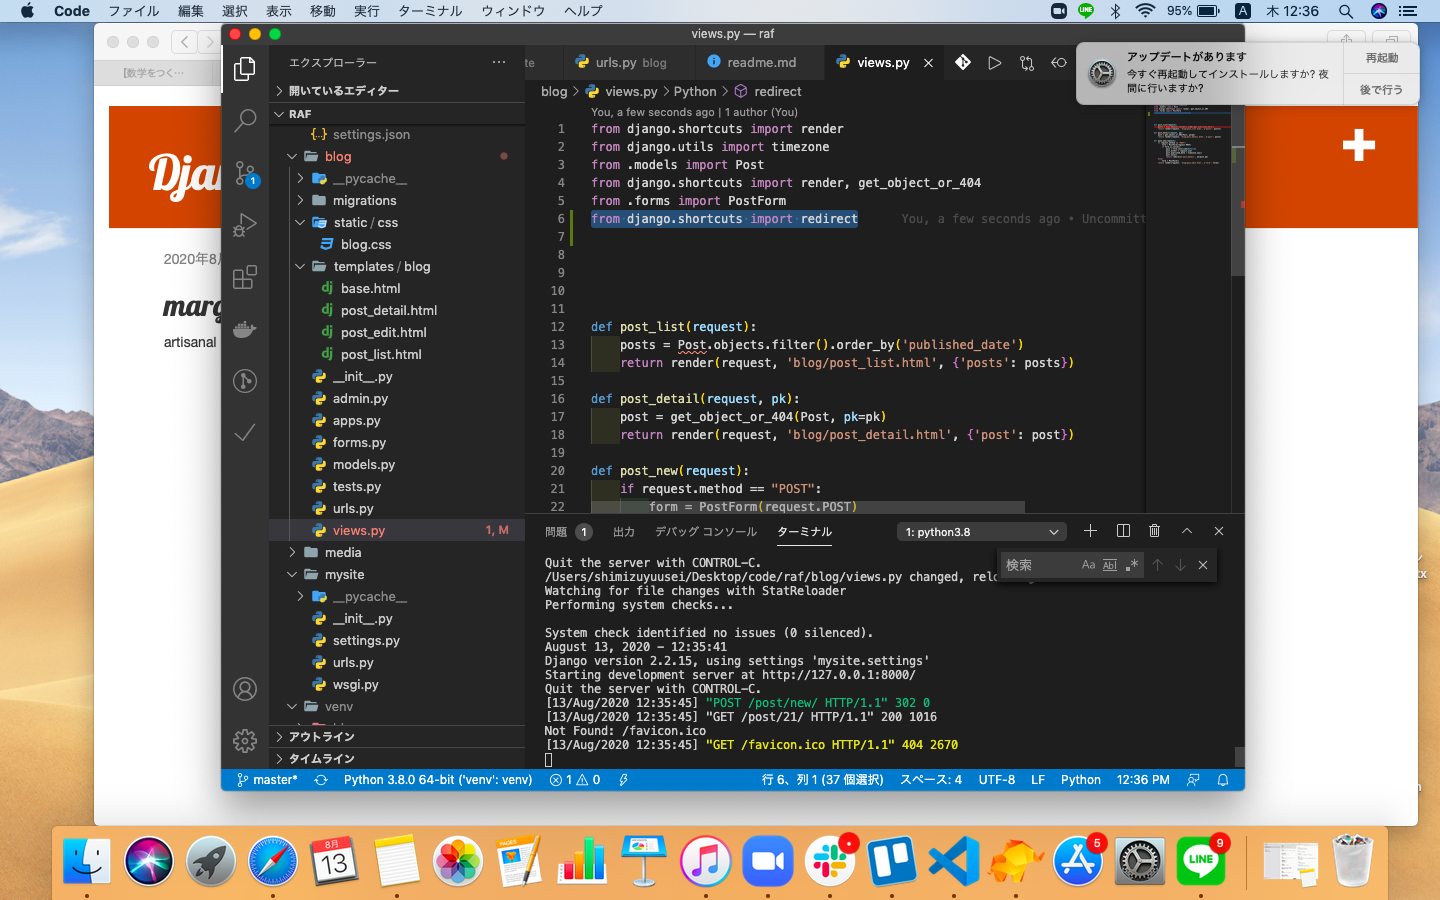 Code ファイル 編集 選択 表示 移動 実行 ターミナル ウィンドウ ヘルプ 95% A 木 12:36
views.py — raf
エクスプローラー
urls.py blog readme.md views.py
アップデートがあります
今すぐ再起動してインストールしますか? 夜
間に行いますか?
再起動
後で行う
開いているエディター
RAF
settings.json
blog
__pycache__
migrations
static / css
blog.css
templates / blog
base.html
post_detail.html
post_edit.html
post_list.html
__init__.py
admin.py
apps.py
forms.py
models.py
tests.py
urls.py
views.py 1, M
media
mysite
__pycache__
__init__.py
settings.py
urls.py
wsgi.py
venv
アウトライン
タイムライン
blog > views.py > Python > redirect
You, a few seconds ago | 1 author (You)
1 from django.shortcuts import render
2 from django.utils import timezone
3 from .models import Post
4 from django.shortcuts import render, get_object_or_404
5 from .forms import PostForm
6 from django.shortcuts import redirect You, a few seconds ago • Uncommitt
7
8
9
10
11
12 def post_list(request):
13 posts = Post.objects.filter().order_by('published_date')
14 return render(request, 'blog/post_list.html', {'posts': posts})
15
16 def post_detail(request, pk):
17 post = get_object_or_404(Post, pk=pk)
18 return render(request, 'blog/post_detail.html', {'post': post})
19
20 def post_new(request):
21 if request.method == "POST":
22 form = PostForm(request.POST)
問題 1 出力 デバッグ コンソール ターミナル 1: python3.8
検索 Aa Abl
Quit the server with CONTROL-C.
/Users/shimizuyuusei/Desktop/code/raf/blog/views.py changed, relo
Watching for file changes with StatReloader
Performing system checks...
System check identified no issues (0 silenced).
August 13, 2020 - 12:35:41
Django version 2.2.15, using settings 'mysite.settings'
Starting development server at http://127.0.0.1:8000/
Quit the server with CONTROL-C.
[13/Aug/2020 12:35:45] "POST /post/new/ HTTP/1.1" 302 0
[13/Aug/2020 12:35:45] "GET /post/21/ HTTP/1.1" 200 1016
Not Found: /favicon.ico
[13/Aug/2020 12:35:45] "GET /favicon.ico HTTP/1.1" 404 2670
master* Python 3.8.0 64-bit ('venv': venv) 1 0 行 6、列 1 (37 個選択) スペース: 4 UTF-8 LF Python 12:36 PM
1
【数学をつく…
Djan
2020年8月
marg
artisanal
8月
13
5
LINE
9